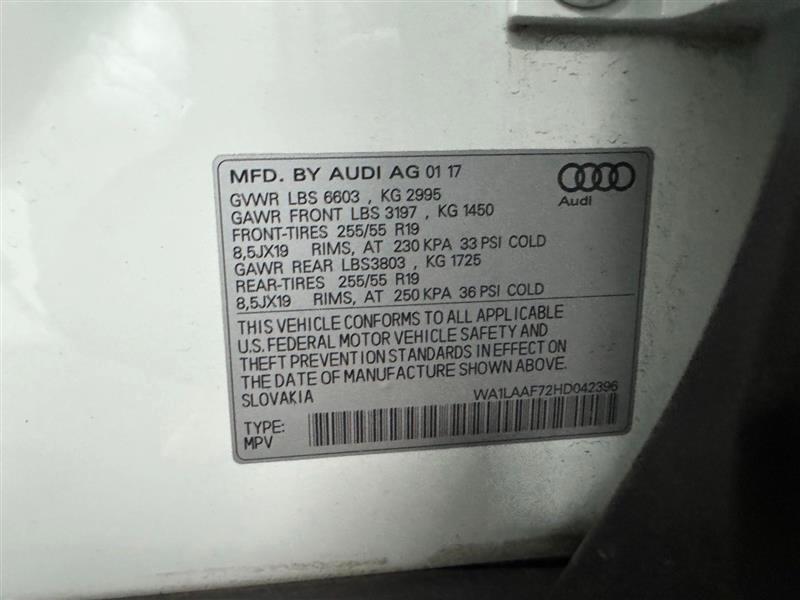 MFD. BY AUDI AG 01 17
Audi
GVWR LBS 6603 , KG 2995
GAWR FRONT LBS 3197 , KG 1450
FRONT-TIRES 255/55 R19
8,5JX19 RIMS, AT 230 KPA 33 PSI COLD
GAWR REAR LBS3803 , KG 1725
REAR-TIRES 255/55 R19
8,5JX19 RIMS, AT 250 KPA 36 PSI COLD
THIS VEHICLE CONFORMS TO ALL APPLICABLE
U.S. FEDERAL MOTOR VEHICLE SAFETY AND
THEFT PREVENTION STANDARDS IN EFFECT ON
THE DATE OF MANUFACTURE SHOWN ABOVE.
SLOVAKIA WA1LAAF72HD042396
TYPE:
MPV